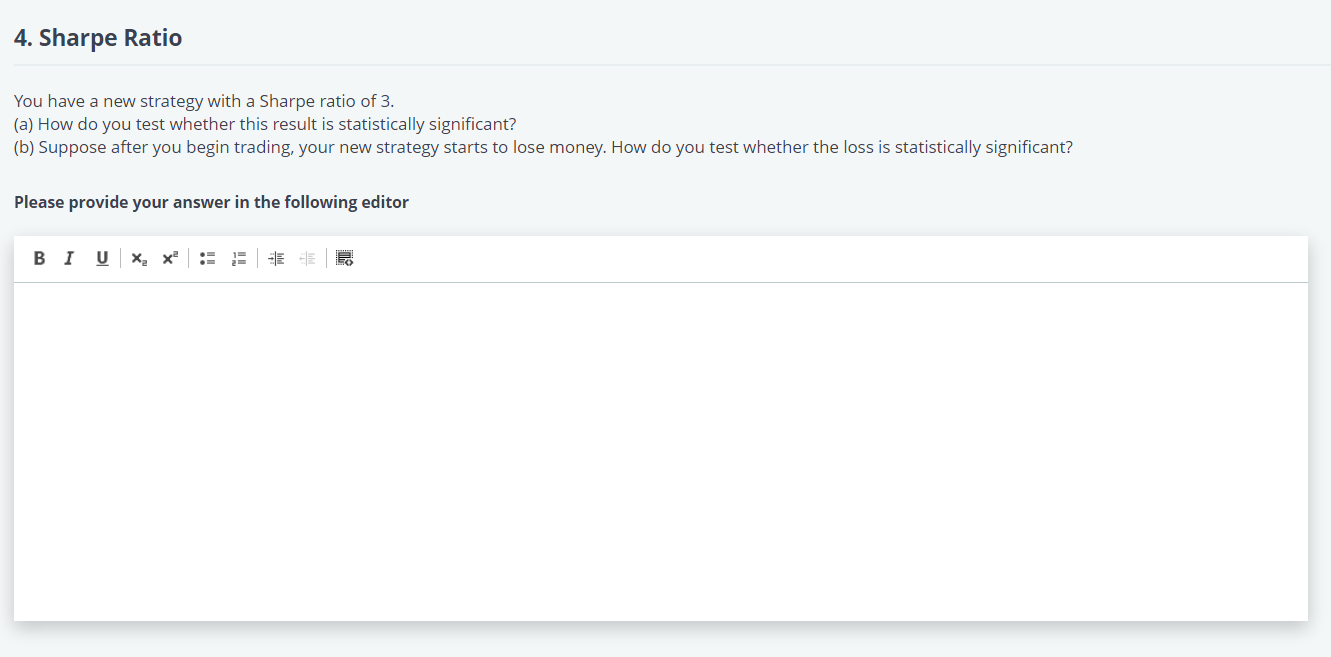 4. Sharpe Ratio
You have a new strategy with a Sharpe ratio of 3.
(a) How do you test whether this result is statistically significant?
(b) Suppose after you begin trading, your new strategy starts to lose money. How do you test whether the loss is statistically significant?
Please provide your answer in the following editor
B I U x₂ x²